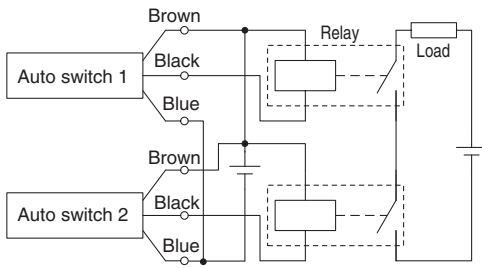 Brown
Relay
Load
Black
Auto switch 1
Blue
Brown
Black
Auto switch 2
Blue